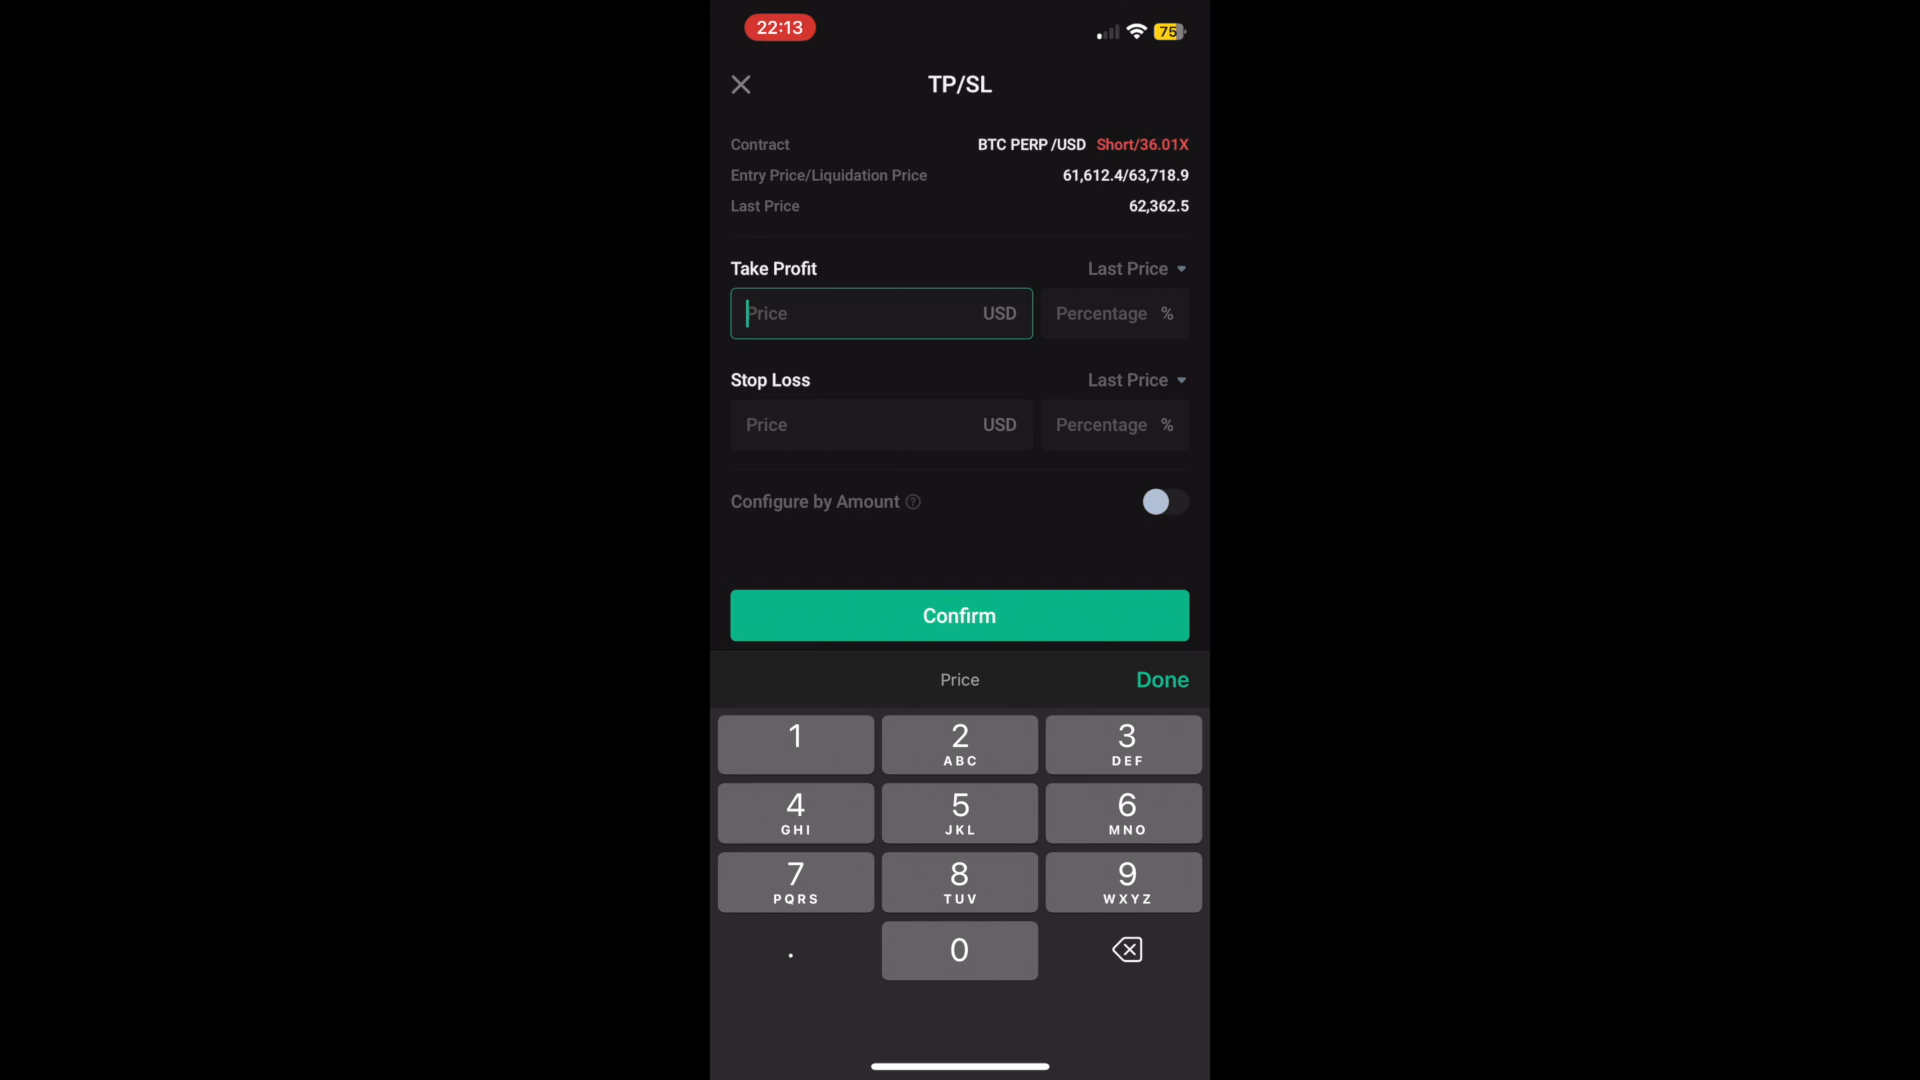 22:13
75
TP/SL
Contract BTC PERP /USD Short/36.01X
Entry Price/Liquidation Price 61,612.4/63,718.9
Last Price 62,362.5
Take Profit Last Price
Price USD Percentage %
Stop Loss Last Price
Price USD Percentage %
Configure by Amount ?
Confirm
Price Done
1 2 3
ABC DEF
4 5 6
GHI JKL MNO
7 8 9
PQRS TUV WXYZ
. 0